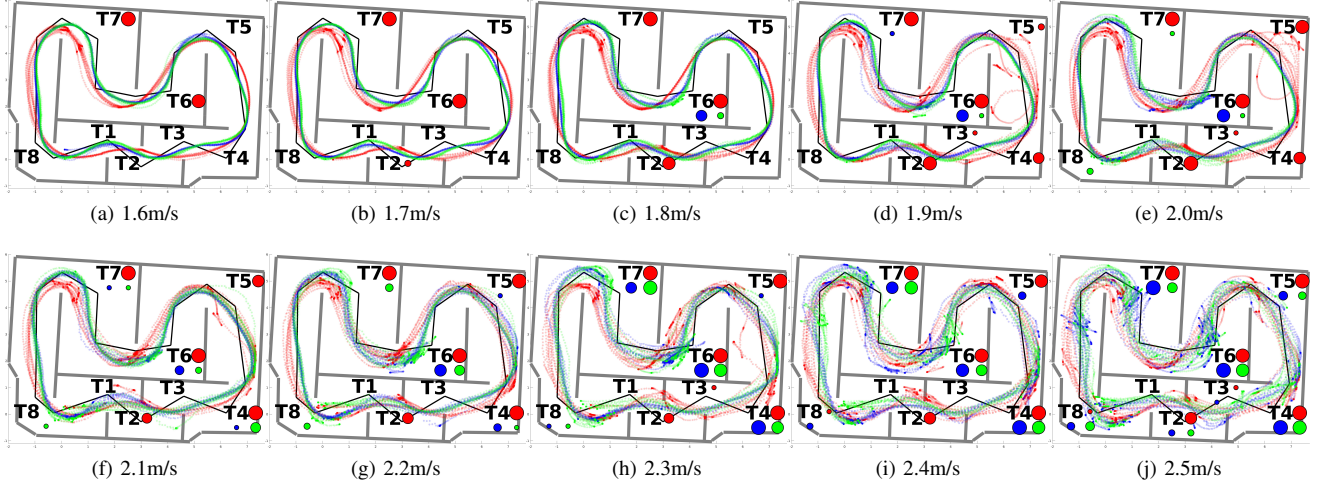 T7 T5 T6 T1 T3 T8 T2 T4
T7 T5 T6 T1 T3 T8 T2 T4
T7 T5 T6 T1 T3 T8 T2 T4
T7 T5 T6 T1 T3 T8 T2 T4
T7 T5 T6 T1 T3 T8 T2 T4
(a) 1.6m/s (b) 1.7m/s (c) 1.8m/s (d) 1.9m/s (e) 2.0m/s
T7 T5 T6 T1 T3 T8 T2 T4
T7 T5 T6 T1 T3 T8 T2 T4
T7 T5 T6 T1 T3 T8 T2 T4
T7 T5 T6 T1 T3 T8 T2 T4
T7 T5 T6 T1 T3 T8 T2 T4
(f) 2.1m/s (g) 2.2m/s (h) 2.3m/s (i) 2.4m/s (j) 2.5m/s